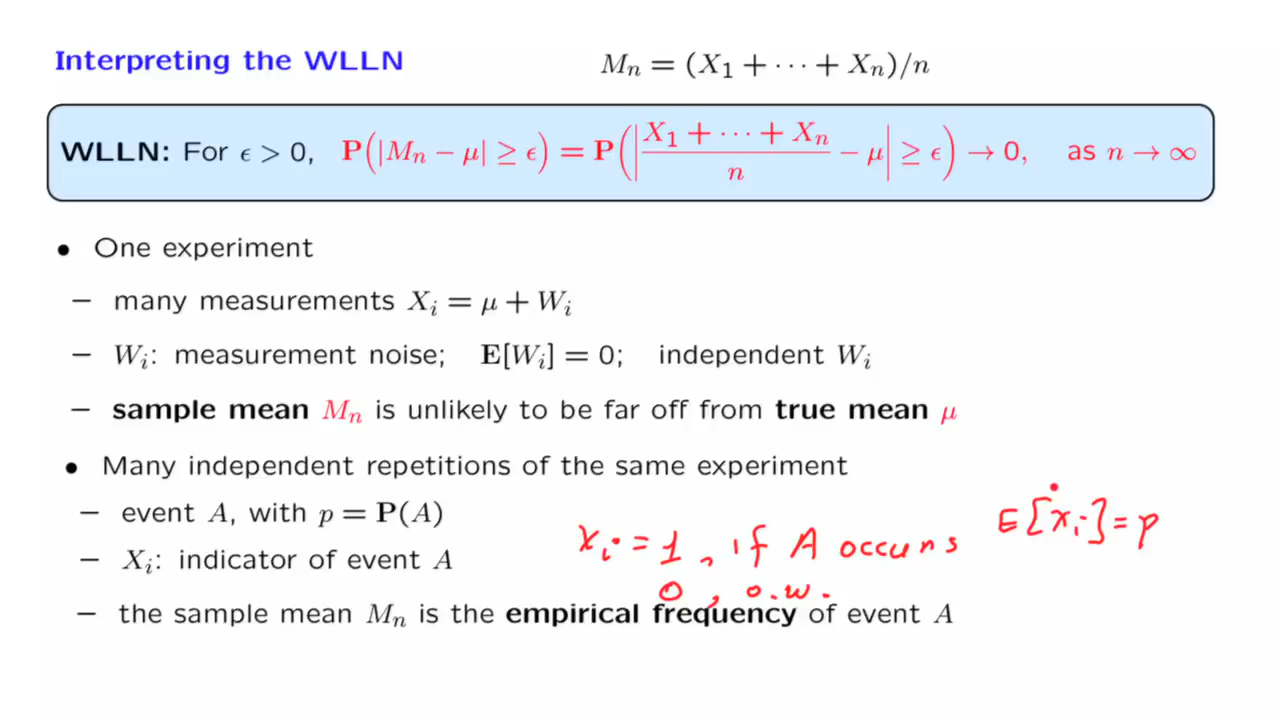 Interpreting the WLLN
Mₙ = (X₁ + ⋯ + Xₙ)/n
WLLN: For ϵ > 0, P(|Mₙ − μ| ≥ ϵ) = P(|(X₁ + ⋯ + Xₙ)/n − μ| ≥ ϵ) → 0, as n → ∞
• One experiment
– many measurements Xᵢ = μ + Wᵢ
– Wᵢ: measurement noise; E[Wᵢ] = 0; independent Wᵢ
– sample mean Mₙ is unlikely to be far off from true mean μ
• Many independent repetitions of the same experiment
– event A, with p = P(A)
E[Xᵢ] = p
– Xᵢ: indicator of event A
Xᵢ = 1, if A occurs
0, o.w.
– the sample mean Mₙ is the empirical frequency of event A